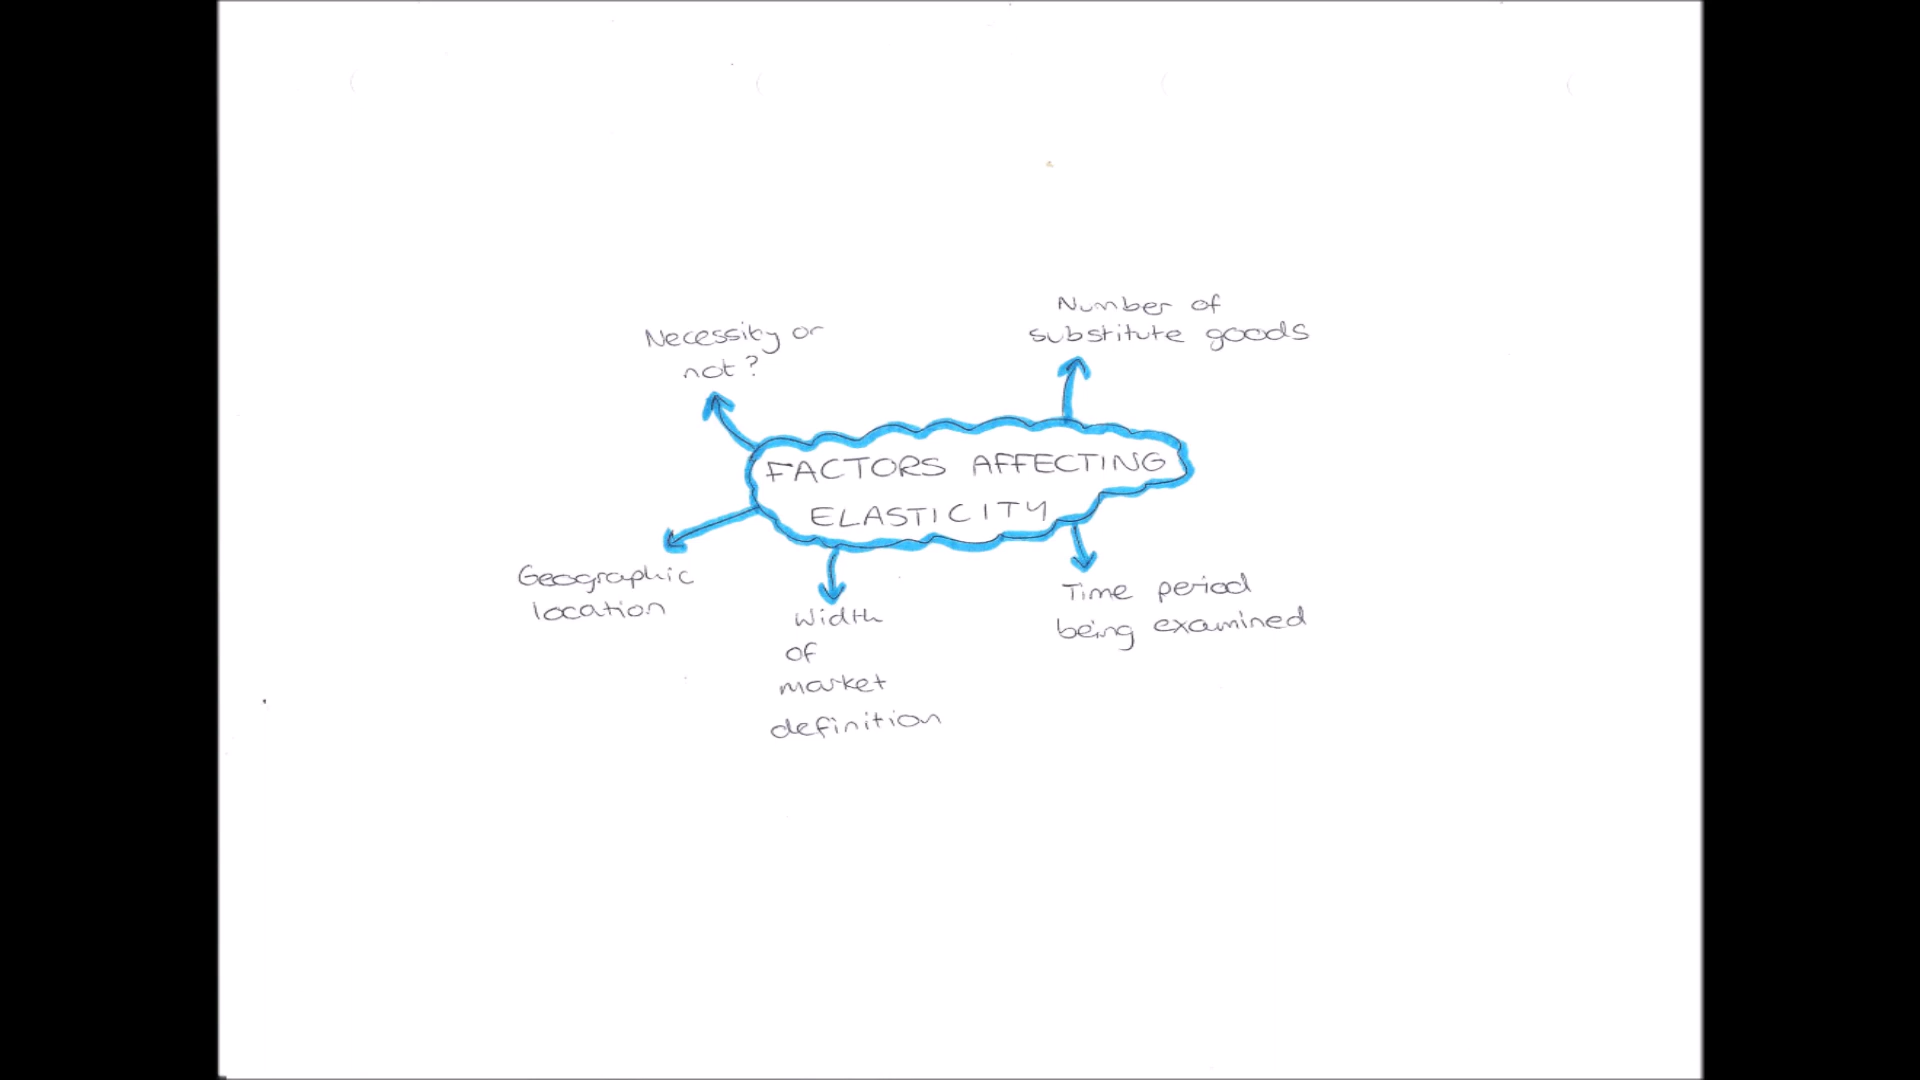 Necessity or
not?
Number of
substitute goods
FACTORS AFFECTING
ELASTICITY
Geographic
location
Width
of
market
definition
Time period
being examined